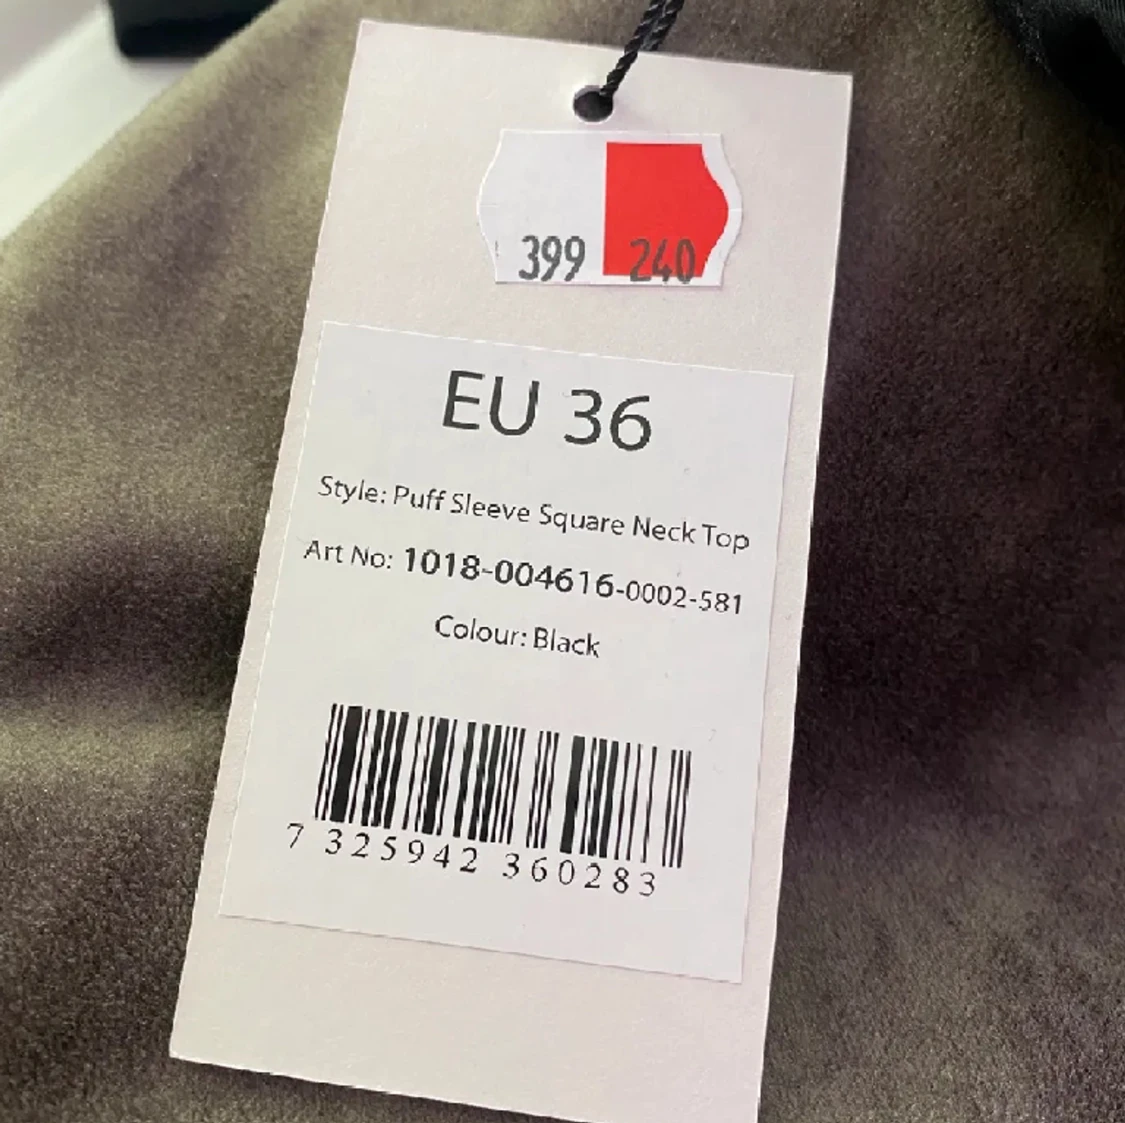 399 240
EU 36
Style: Puff Sleeve Square Neck Top
Art No: 1018-004616-0002-581
Colour: Black
7 325942 360283